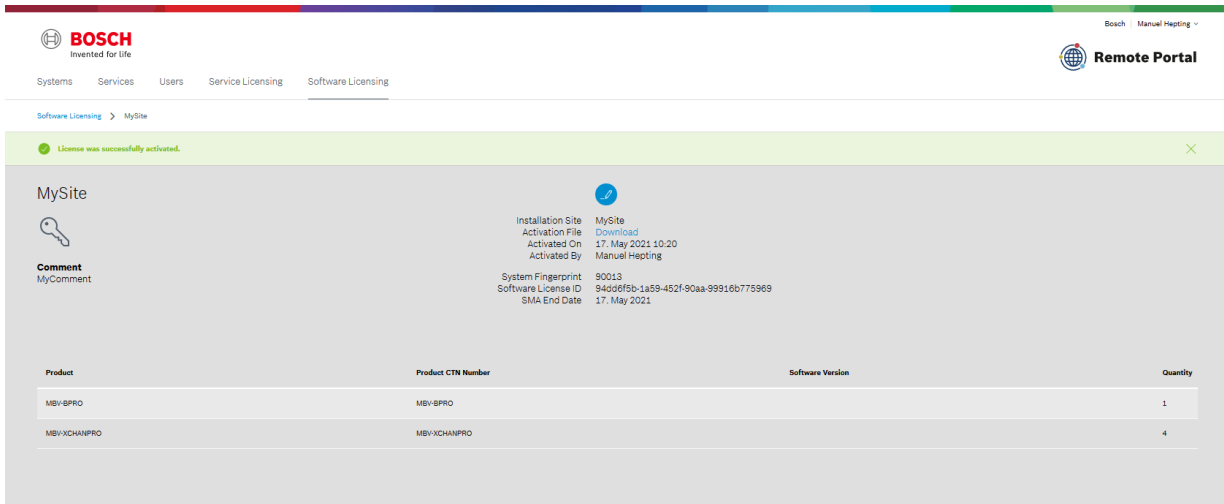 Bosch Manuel Hepting
BOSCH
Invented for life
Remote Portal
Systems Services Users Service Licensing Software Licensing
Software Licensing > MySite
License was successfully activated.
MySite
Comment
MyComment
Installation Site MySite
Activation File Download
Activated On 17. May 2021 10:20
Activated By Manuel Hepting
System Fingerprint 90013
Software License ID 94dd6f5b-1a59-452f-90aa-99916b775969
SMA End Date 17. May 2021
Product Product CTN Number Software Version Quantity
MBV-BPRO MBV-BPRO 1
MBV-XCHANPRO MBV-XCHANPRO 4